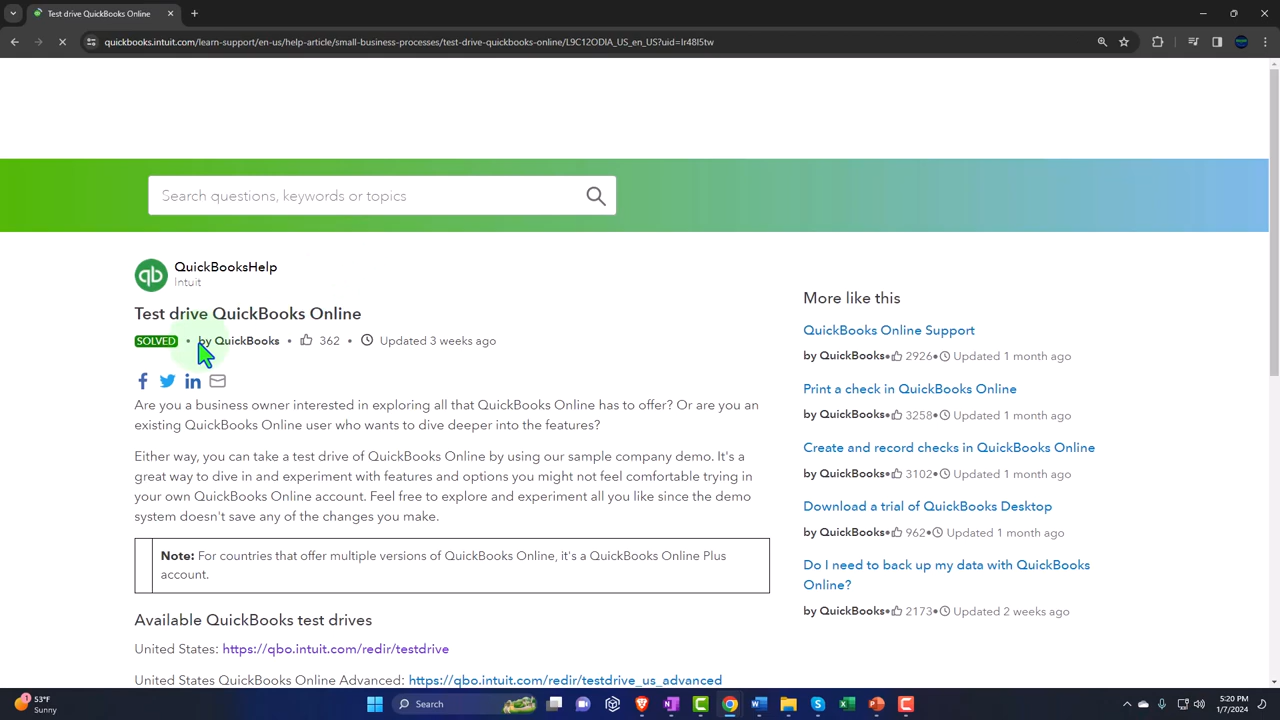 Test drive QuickBooks Online
quickbooks.intuit.com/learn-support/en-us/help-article/small-business-processes/test-drive-quickbooks-online/L9C12ODIA_US_en_US?uid=lr48l5tw
Search questions, keywords or topics
qb
QuickBooksHelp
Intuit
Test drive QuickBooks Online
SOLVED • by QuickBooks • 362 • Updated 3 weeks ago
Are you a business owner interested in exploring all that QuickBooks Online has to offer? Or are you an
existing QuickBooks Online user who wants to dive deeper into the features?
Either way, you can take a test drive of QuickBooks Online by using our sample company demo. It's a
great way to dive in and experiment with features and options you might not feel comfortable trying in
your own QuickBooks Online account. Feel free to explore and experiment all you like since the demo
system doesn't save any of the changes you make.
Note: For countries that offer multiple versions of QuickBooks Online, it's a QuickBooks Online Plus
account.
Available QuickBooks test drives
United States: https://qbo.intuit.com/redir/testdrive
United States QuickBooks Online Advanced: https://qbo.intuit.com/redir/testdrive_us_advanced
More like this
QuickBooks Online Support
by QuickBooks• 2926• Updated 1 month ago
Print a check in QuickBooks Online
by QuickBooks• 3258• Updated 1 month ago
Create and record checks in QuickBooks Online
by QuickBooks• 3102• Updated 1 month ago
Download a trial of QuickBooks Desktop
by QuickBooks• 962• Updated 1 month ago
Do I need to back up my data with QuickBooks
Online?
by QuickBooks• 2173• Updated 2 weeks ago
1
53°F
Sunny
Search
5:20 PM
1/7/2024